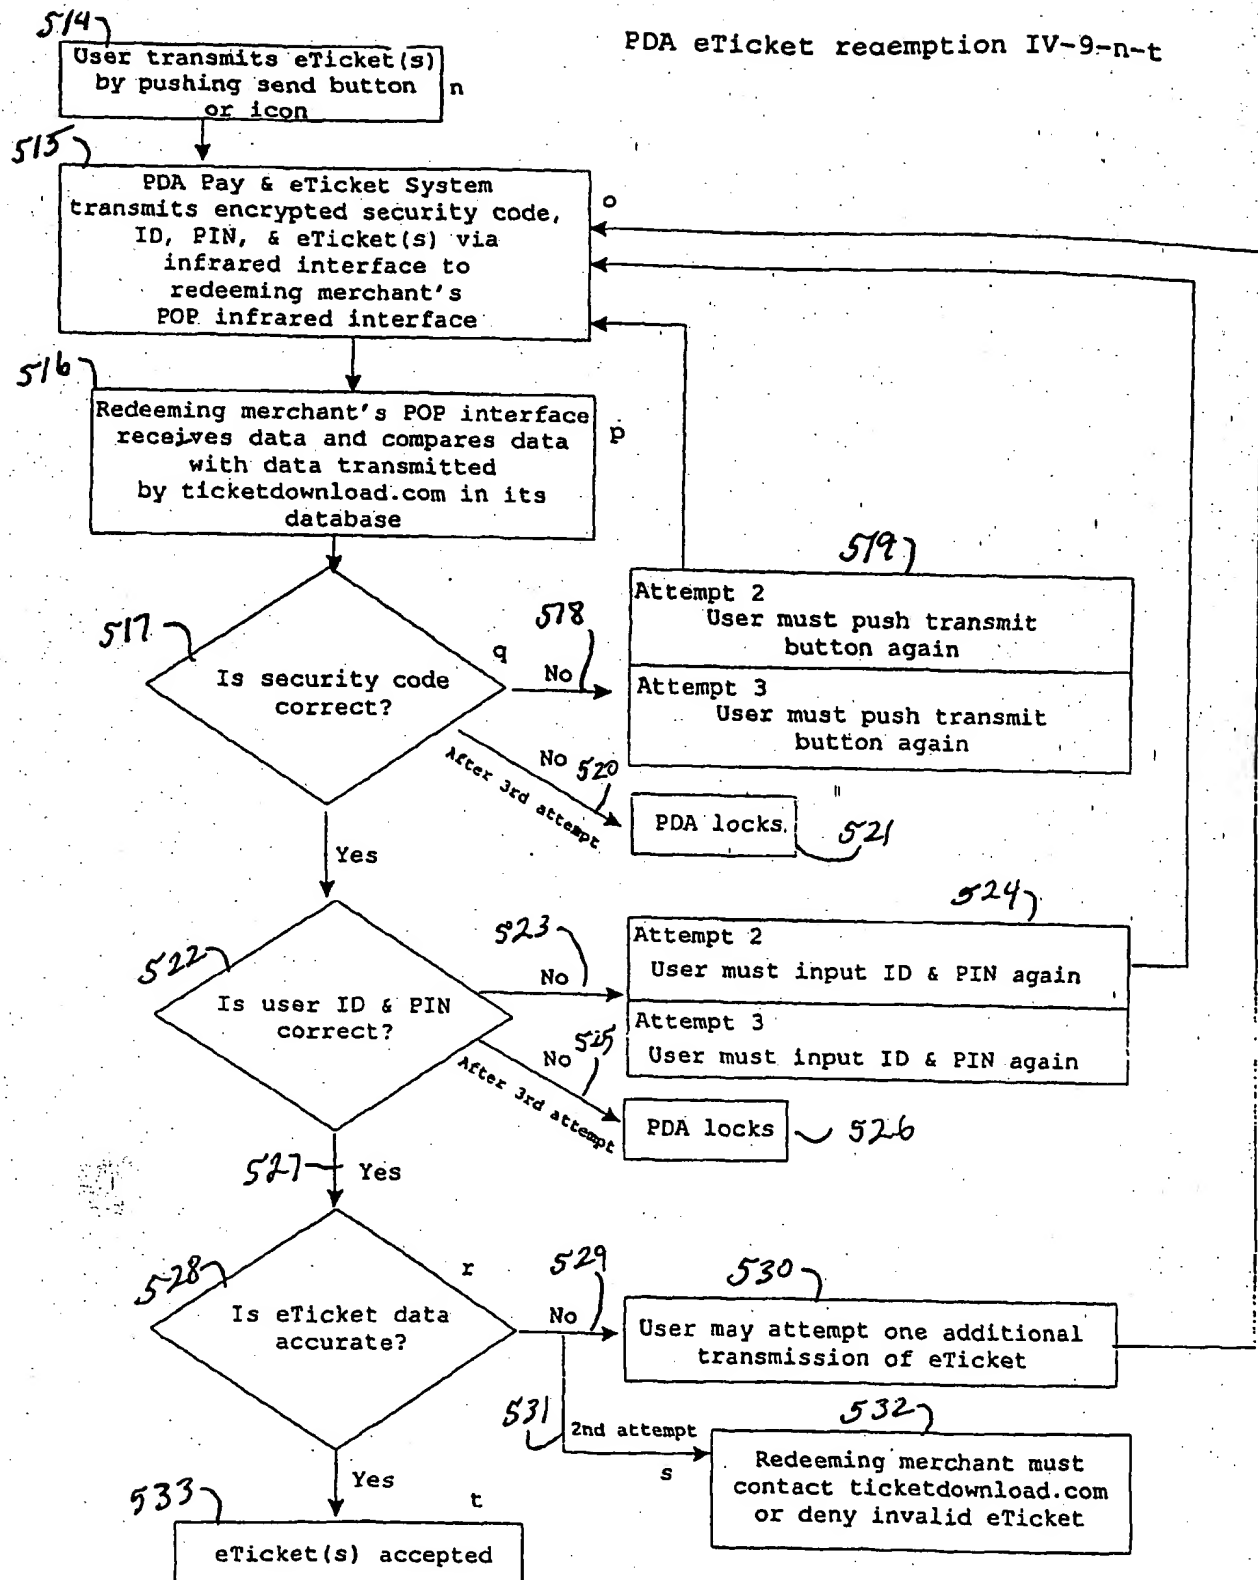 PDA eTicket redemption IV-9-n-t
514
User transmits eTicket(s)
by pushing send button
or icon
n
515
PDA Pay & eTicket System
transmits encrypted security code,
ID, PIN, & eTicket(s) via
infrared interface to
redeeming merchant's
POP infrared interface
o
516
Redeeming merchant's POP interface
receives data and compares data
with data transmitted
by ticketdownload.com in its
database
p
517
Is security code
correct?
q
518
No
519
Attempt 2
User must push transmit
button again
Attempt 3
User must push transmit
button again
No
520
After 3rd attempt
PDA locks
521
Yes
522
Is user ID & PIN
correct?
523
No
524
Attempt 2
User must input ID & PIN again
Attempt 3
User must input ID & PIN again
No
525
After 3rd attempt
PDA locks
526
527
Yes
528
Is eTicket data
accurate?
r
529
No
530
User may attempt one additional
transmission of eTicket
531
2nd attempt
s
532
Redeeming merchant must
contact ticketdownload.com
or deny invalid eTicket
Yes
533
t
eTicket(s) accepted